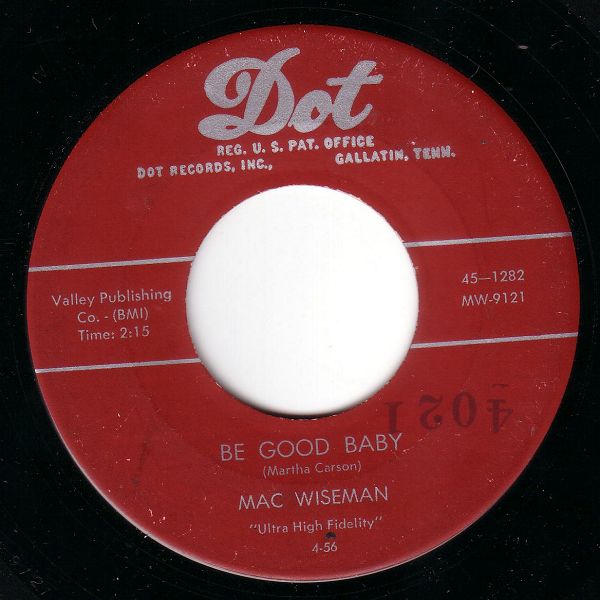 Dot
REG. U. S. PAT. OFFICE
DOT RECORDS, INC., GALLATIN, TENN.
Valley Publishing
Co. - (BMI)
Time: 2:15
45—1282
MW-9121
4021
BE GOOD BABY
(Martha Carson)
MAC WISEMAN
"Ultra High Fidelity"
4-56